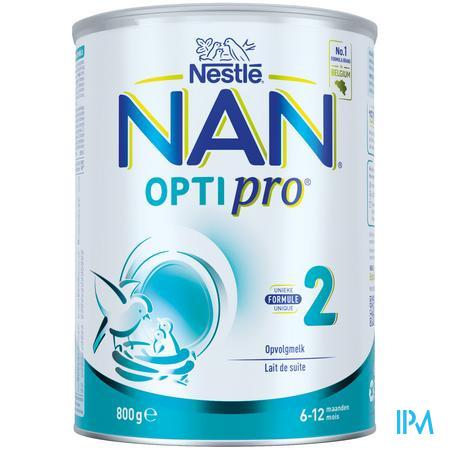 Nestlé
No.1
FORMULA BRAND
IN
BELGIUM
NAN®
OPTIpro®
UNIEKE
FORMULE
UNIQUE
2
Opvolgmelk
Lait de suite
800g e
6-12 maanden
mois
IPM